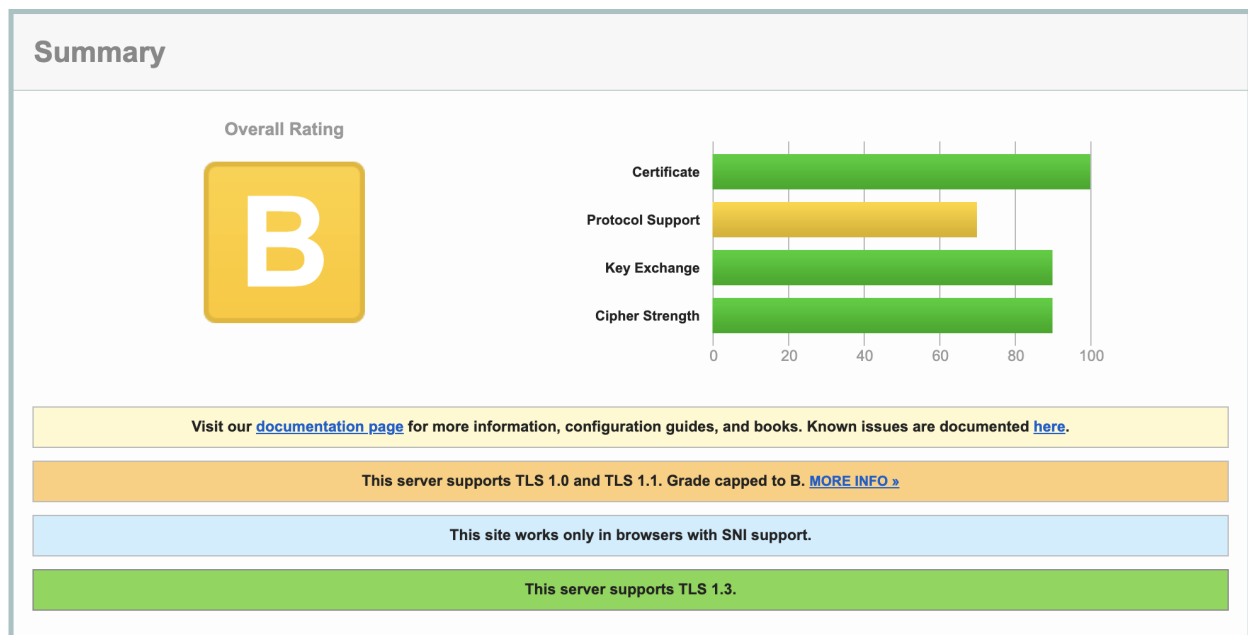 Summary
Overall Rating
B
Certificate
Protocol Support
Key Exchange
Cipher Strength
0 20 40 60 80 100
Visit our documentation page for more information, configuration guides, and books. Known issues are documented here.
This server supports TLS 1.0 and TLS 1.1. Grade capped to B. MORE INFO »
This site works only in browsers with SNI support.
This server supports TLS 1.3.